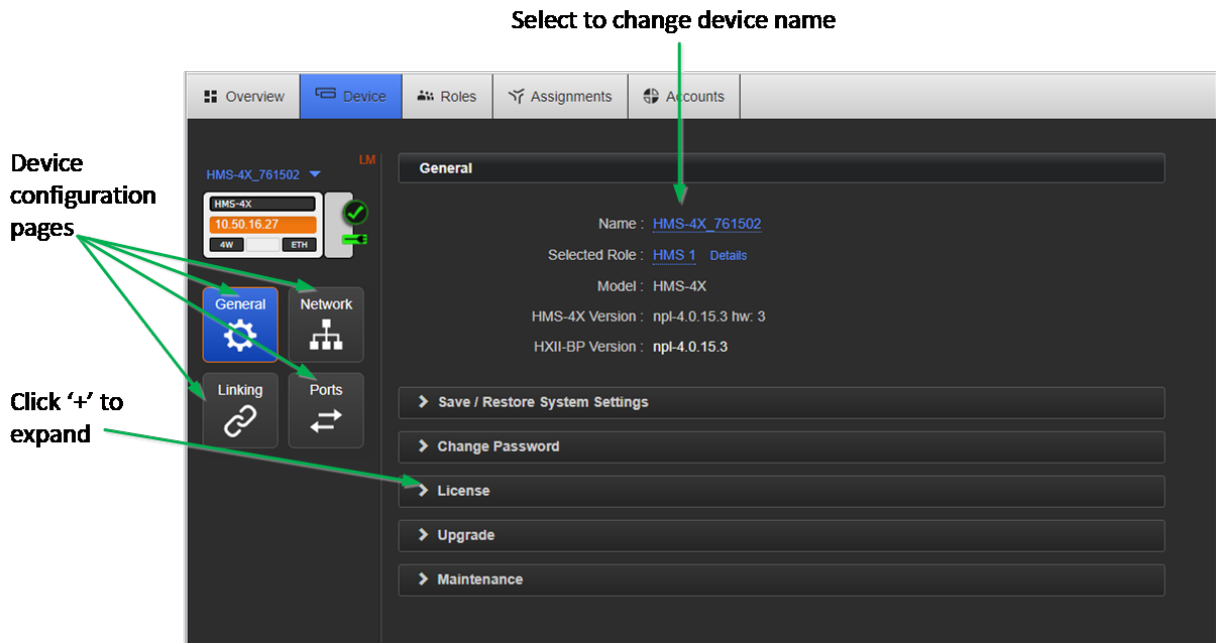 Select to change device name
Overview
Device
Roles
Assignments
Accounts
Device
configuration
pages
LM
HMS-4X_761502
HMS-4X
10.50.16.27
4W
ETH
General
Network
Linking
Ports
Click ‘+’ to
expand
General
Name : HMS-4X_761502
Selected Role : HMS 1 Details
Model : HMS-4X
HMS-4X Version : npl-4.0.15.3 hw: 3
HXII-BP Version : npl-4.0.15.3
Save / Restore System Settings
Change Password
License
Upgrade
Maintenance